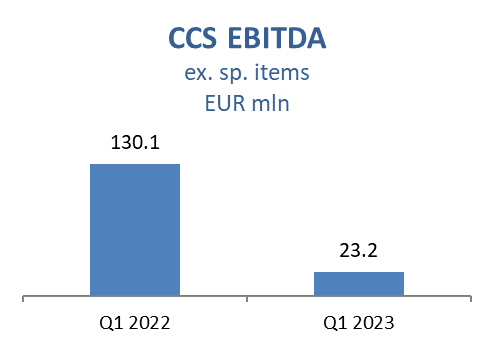 CCS EBITDA
ex. sp. items
EUR mln
130.1
23.2
Q1 2022
Q1 2023